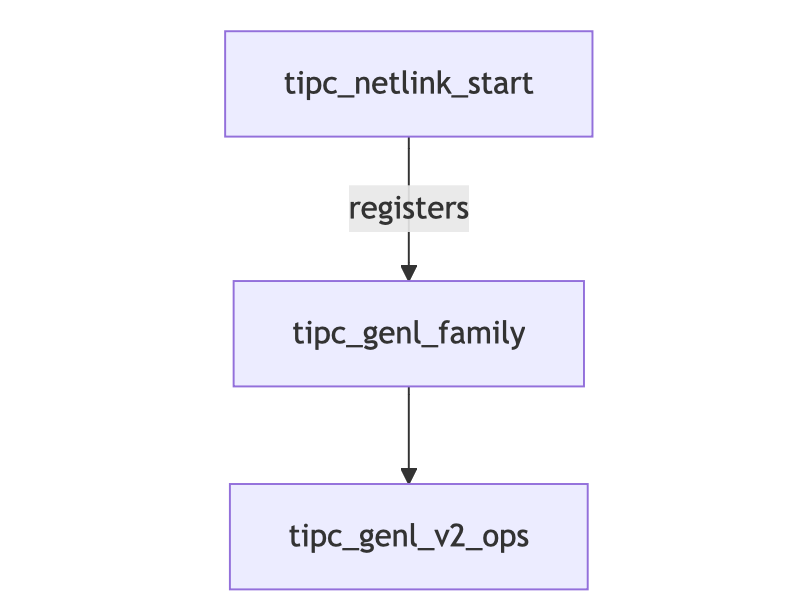 tipc_netlink_start
registers
tipc_genl_family
tipc_genl_v2_ops